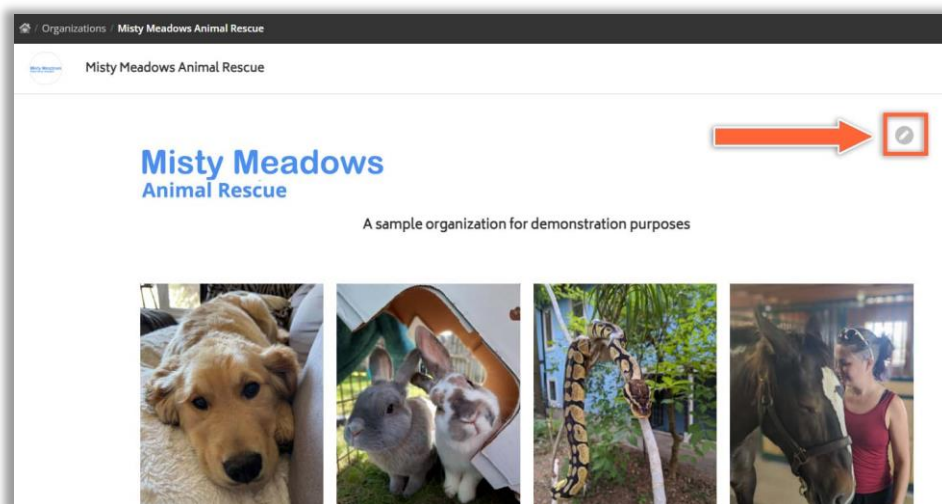 / Organizations / Misty Meadows Animal Rescue
Misty Meadows Animal Rescue
Misty Meadows
Animal Rescue
A sample organization for demonstration purposes